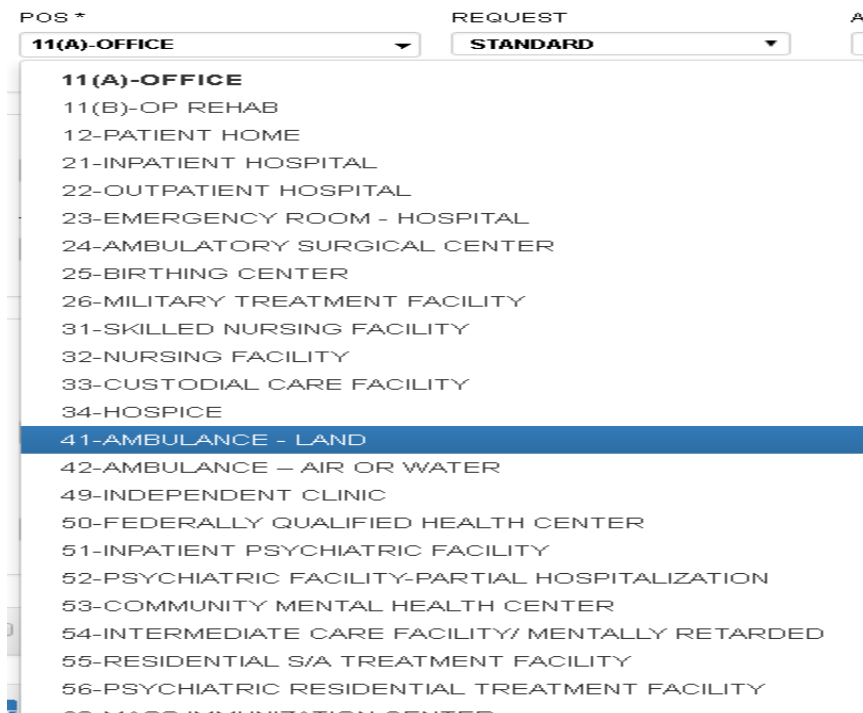 POS * REQUEST A
11(A)-OFFICE STANDARD
11(A)-OFFICE
11(B)-OP REHAB
12-PATIENT HOME
21-INPATIENT HOSPITAL
22-OUTPATIENT HOSPITAL
23-EMERGENCY ROOM - HOSPITAL
24-AMBULATORY SURGICAL CENTER
25-BIRTHING CENTER
26-MILITARY TREATMENT FACILITY
31-SKILLED NURSING FACILITY
32-NURSING FACILITY
33-CUSTODIAL CARE FACILITY
34-HOSPICE
41-AMBULANCE - LAND
42-AMBULANCE – AIR OR WATER
49-INDEPENDENT CLINIC
50-FEDERALLY QUALIFIED HEALTH CENTER
51-INPATIENT PSYCHIATRIC FACILITY
52-PSYCHIATRIC FACILITY-PARTIAL HOSPITALIZATION
53-COMMUNITY MENTAL HEALTH CENTER
54-INTERMEDIATE CARE FACILITY/ MENTALLY RETARDED
55-RESIDENTIAL S/A TREATMENT FACILITY
56-PSYCHIATRIC RESIDENTIAL TREATMENT FACILITY